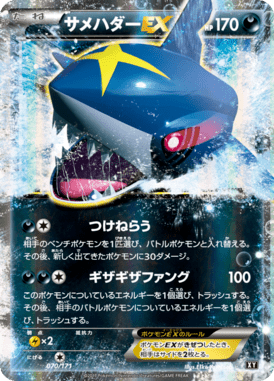 サメハダーEX HP170
つけねらう
相手のベンチポケモンを1匹選び、バトルポケモンと入れ替える。
その後、新しく出てきたポケモンに30ダメージ。
ギザギザファング 100
このポケモンについているエネルギーを1個選び、トラッシュする。
その後、相手のバトルポケモンについているエネルギーを1個選び、トラッシュする。
弱点 抵抗力
×2
にげる
ポケモンEXのルール
ポケモンEXがきぜつしたとき、
相手はサイドを2枚とる。
070/171
XY